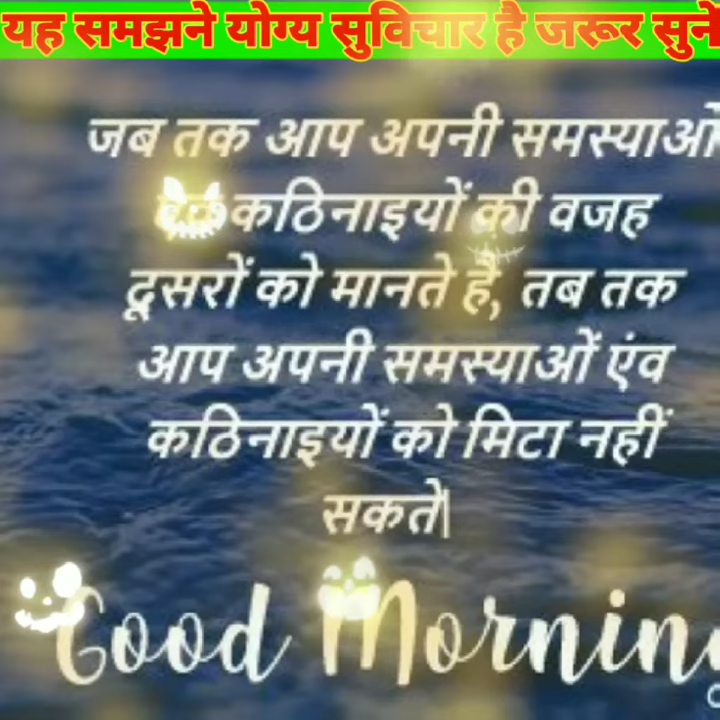 यह समझने योग्य सुविचार है जरूर सुने
जब तक आप अपनी समस्याओ
कठिनाइयों की वजह
दूसरों को मानते हैं, तब तक
आप अपनी समस्याओं एंव
कठिनाइयों को मिटा नहीं
सकते|
Good Morning